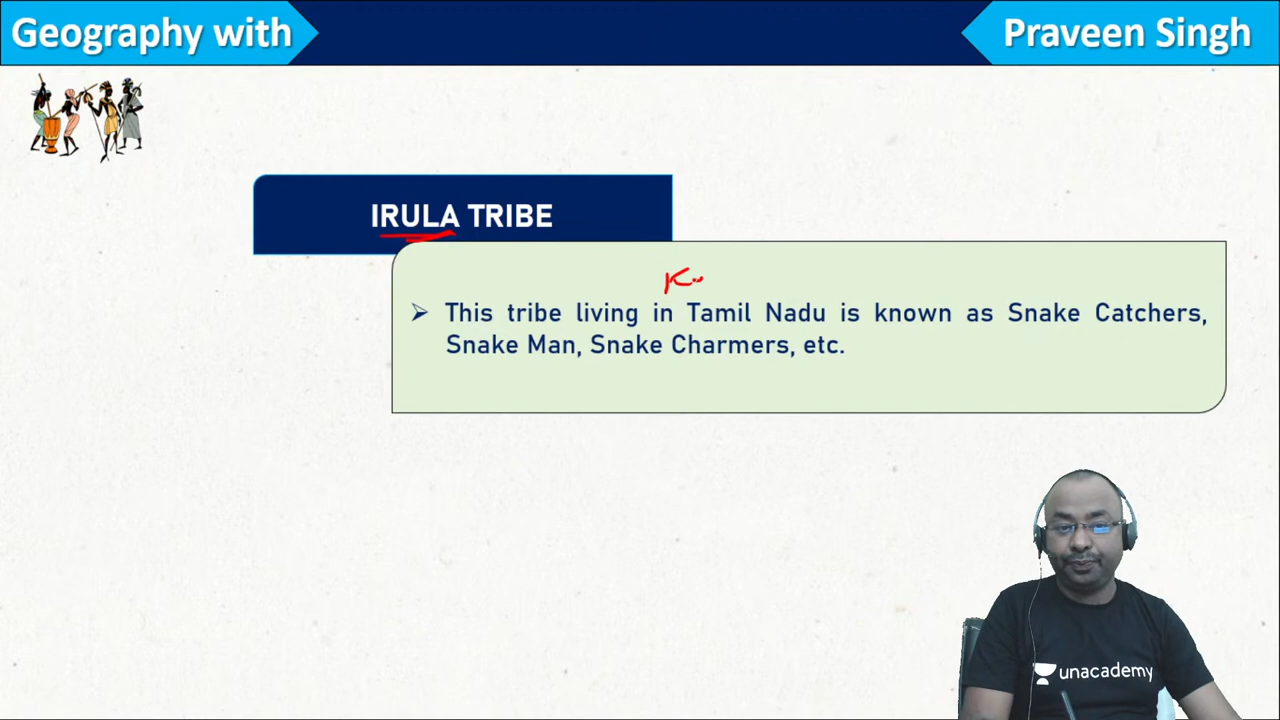 Geography with
Praveen Singh
IRULA TRIBE
➢ This tribe living in Tamil Nadu is known as Snake Catchers,
Snake Man, Snake Charmers, etc.
unacademy